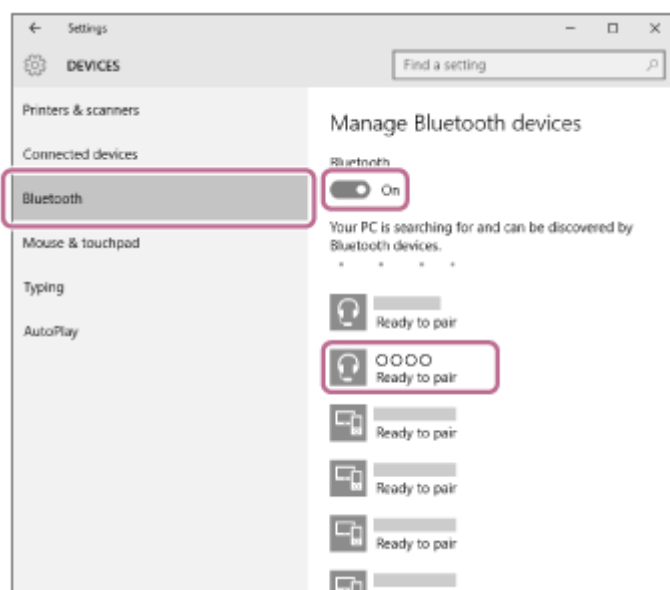 Settings
DEVICES
Find a setting
Printers & scanners
Connected devices
Bluetooth
Mouse & touchpad
Typing
AutoPlay
Manage Bluetooth devices
Bluetooth
On
Your PC is searching for and can be discovered by
Bluetooth devices.
Ready to pair
OOOO
Ready to pair
Ready to pair
Ready to pair
Ready to pair